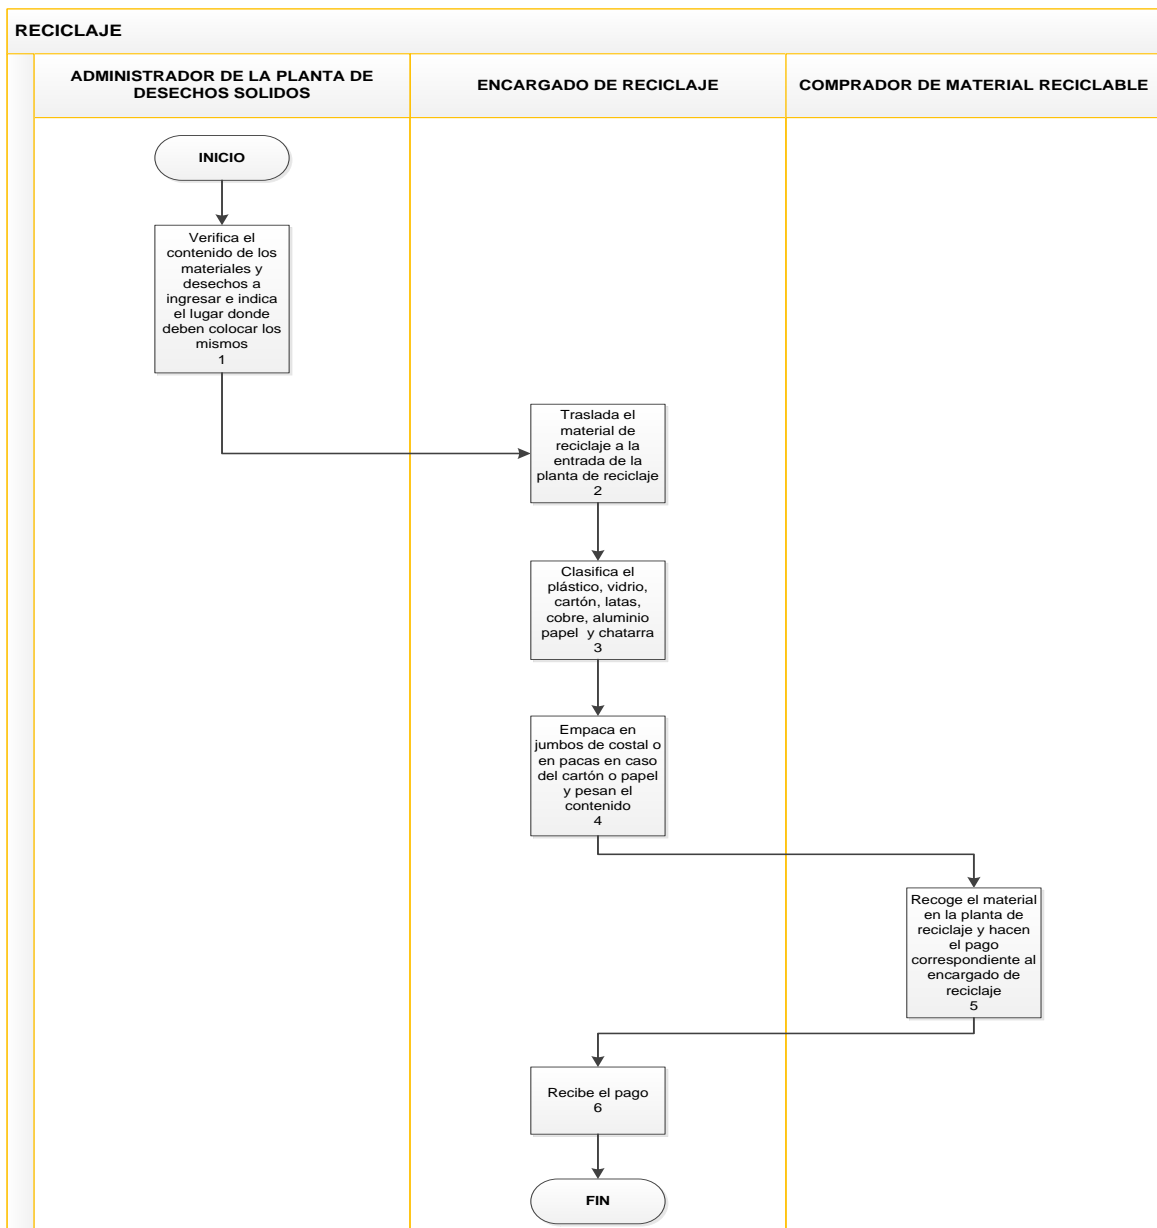 RECICLAJE
ADMINISTRADOR DE LA PLANTA DE
DESECHOS SOLIDOS
ENCARGADO DE RECICLAJE
COMPRADOR DE MATERIAL RECICLABLE
INICIO
Verifica el
contenido de los
materiales y
desechos a
ingresar e indica
el lugar donde
deben colocar los
mismos
1
Traslada el
material de
reciclaje a la
entrada de la
planta de reciclaje
2
Clasifica el
plástico, vidrio,
cartón, latas,
cobre, aluminio
papel y chatarra
3
Empaca en
jumbos de costal o
en pacas en caso
del cartón o papel
y pesan el
contenido
4
Recoge el material
en la planta de
reciclaje y hacen
el pago
correspondiente al
encargado de
reciclaje
5
Recibe el pago
6
FIN